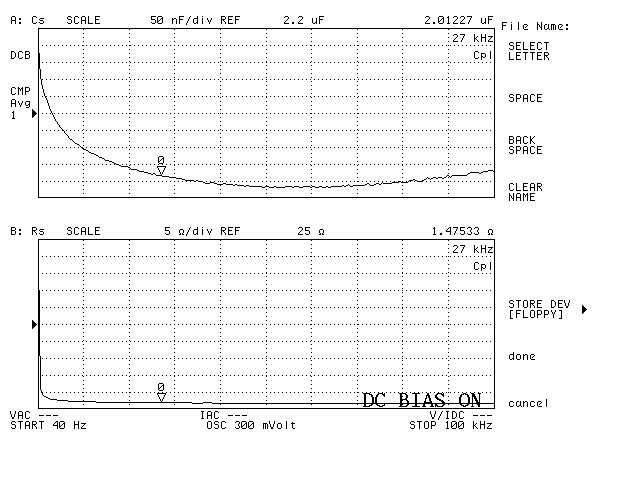 A: Cs SCALE 50 nF/div REF 2.2 uF 2.01227 uF
File Name:
27 kHz
SELECT
LETTER
DCB
Cpl
CMP
Avg
1
SPACE
BACK
SPACE
0
CLEAR
NAME
B: Rs SCALE 5 Ω/div REF 25 Ω 1.47533 Ω
27 kHz
Cpl
STORE DEV
[FLOPPY]
done
0
DC BIAS ON
cancel
VAC --- IAC --- V/IDC ---
START 40 Hz OSC 300 mVolt STOP 100 kHz